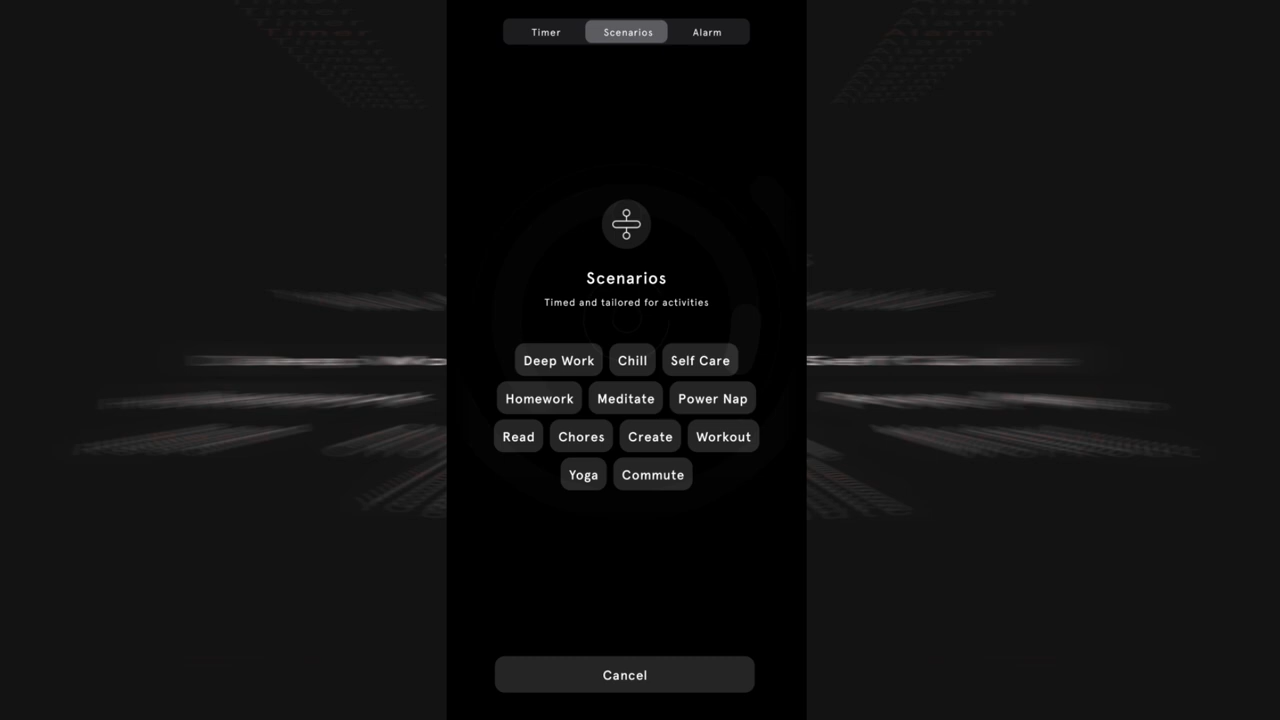 Timer Scenarios Alarm
Scenarios
Timed and tailored for activities
Deep Work Chill Self Care
Homework Meditate Power Nap
Read Chores Create Workout
Yoga Commute
Cancel